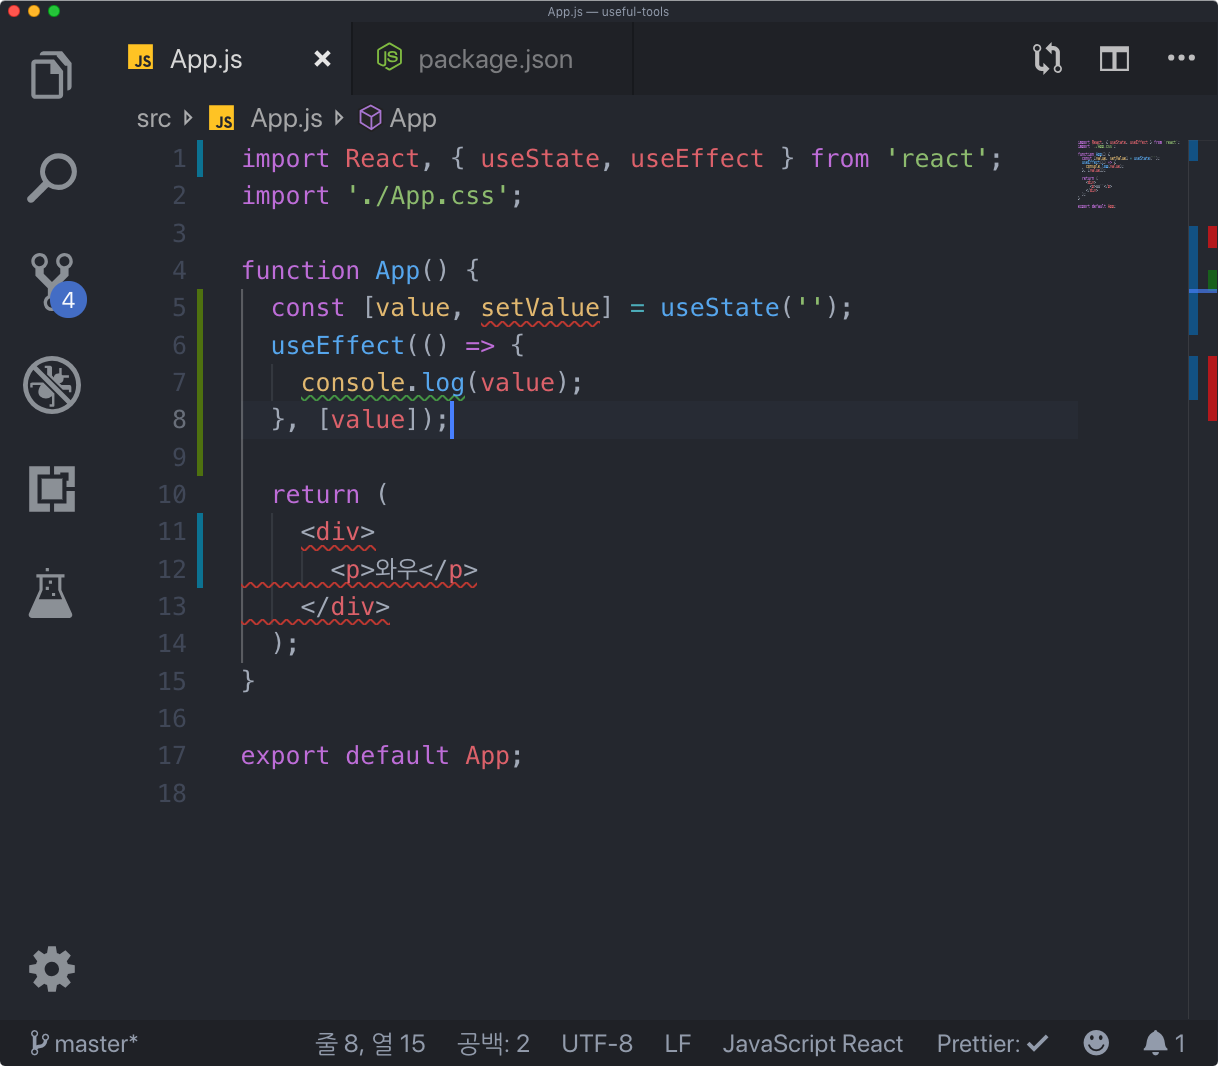 App.js — useful-tools
JS App.js × JS package.json
src JS App.js App
1 import React, { useState, useEffect } from 'react';
2 import './App.css';
3
4 function App() {
5 const [value, setValue] = useState('');
6 useEffect(() => {
7 console.log(value);
8 }, [value]);
9
10 return (
11 <div>
12 <p>와우</p>
13 </div>
14 );
15 }
16
17 export default App;
18
4
master* 줄 8, 열 15 공백: 2 UTF-8 LF JavaScript React Prettier: ✓ 1